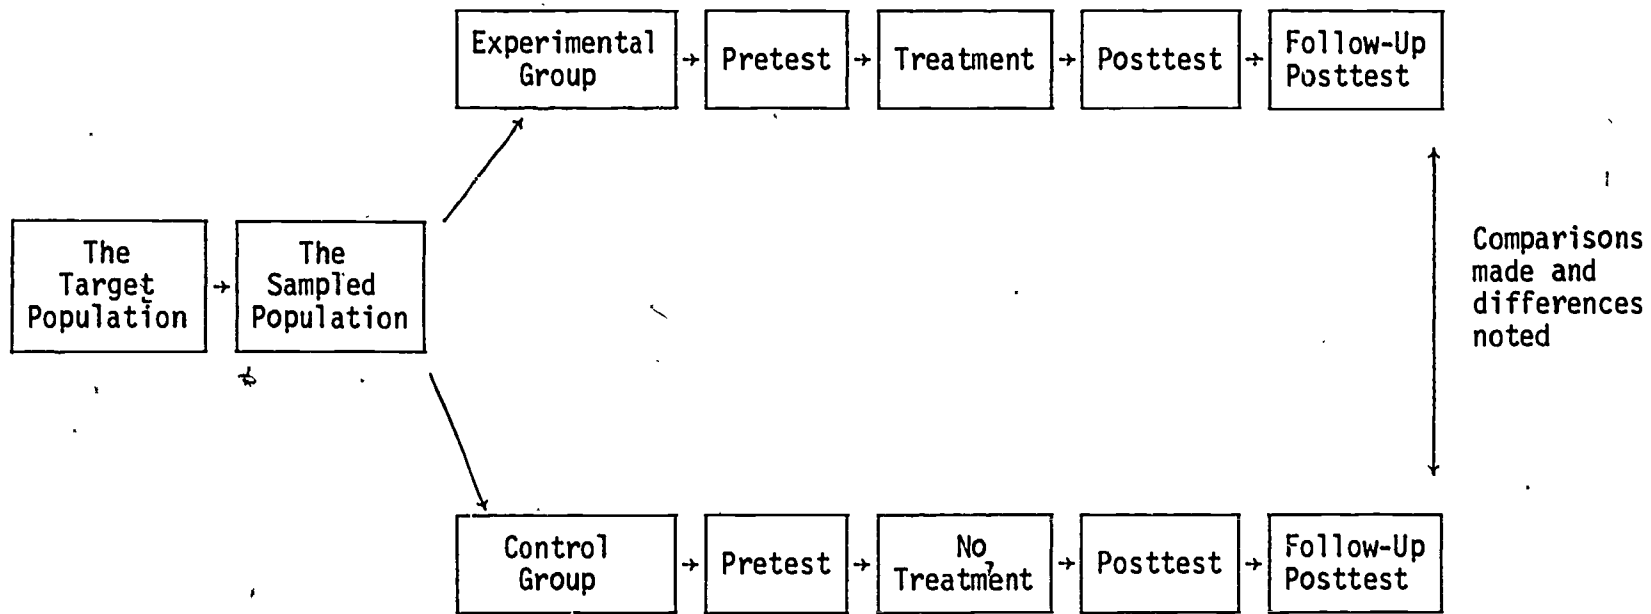 Experimental
Group
Pretest
Treatment
Posttest
Follow-Up
Posttest
The
Target
Population
The
Sampled
Population
Comparisons
made and
differences
noted
Control
Group
Pretest
No
Treatment
Posttest
Follow-Up
Posttest